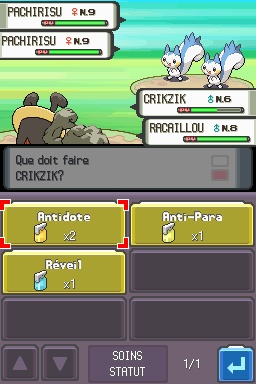 PACHIRISU ♀ N.9
PACHIRISU ♀ N.9
CRIKZIK ♂ N.6
RACAILLOU ♂ N.8
Que doit faire
CRIKZIK?
Antidote
x2
Anti-Para
x1
Réveil
x1
SOINS
STATUT
1/1